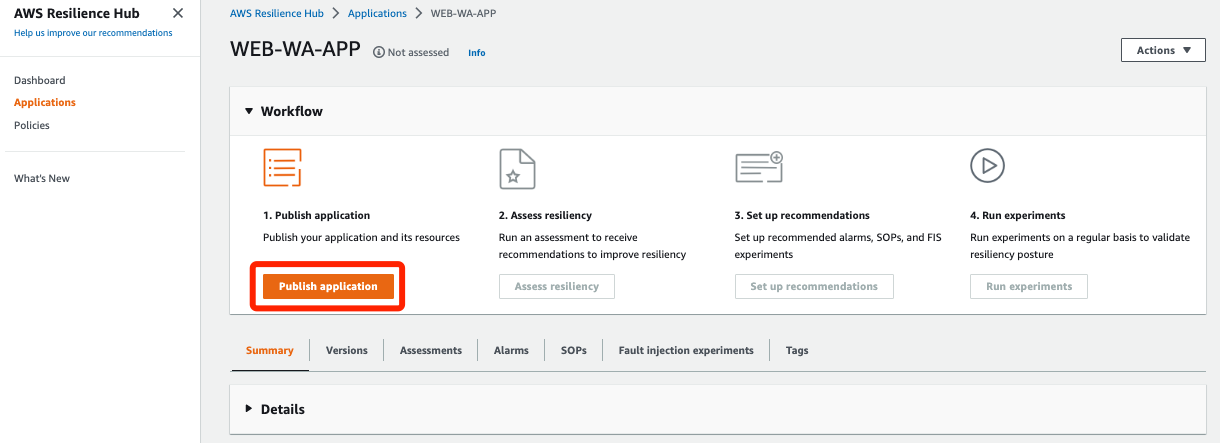 AWS Resilience Hub
Help us improve our recommendations
Dashboard
Applications
Policies
What's New
AWS Resilience Hub > Applications > WEB-WA-APP
WEB-WA-APP Not assessed Info
Actions
Workflow
1. Publish application
Publish your application and its resources
Publish application
2. Assess resiliency
Run an assessment to receive
recommendations to improve resiliency
Assess resiliency
3. Set up recommendations
Set up recommended alarms, SOPs, and FIS
experiments
Set up recommendations
4. Run experiments
Run experiments on a regular basis to validate
resiliency posture
Run experiments
Summary Versions Assessments Alarms SOPs Fault injection experiments Tags
Details